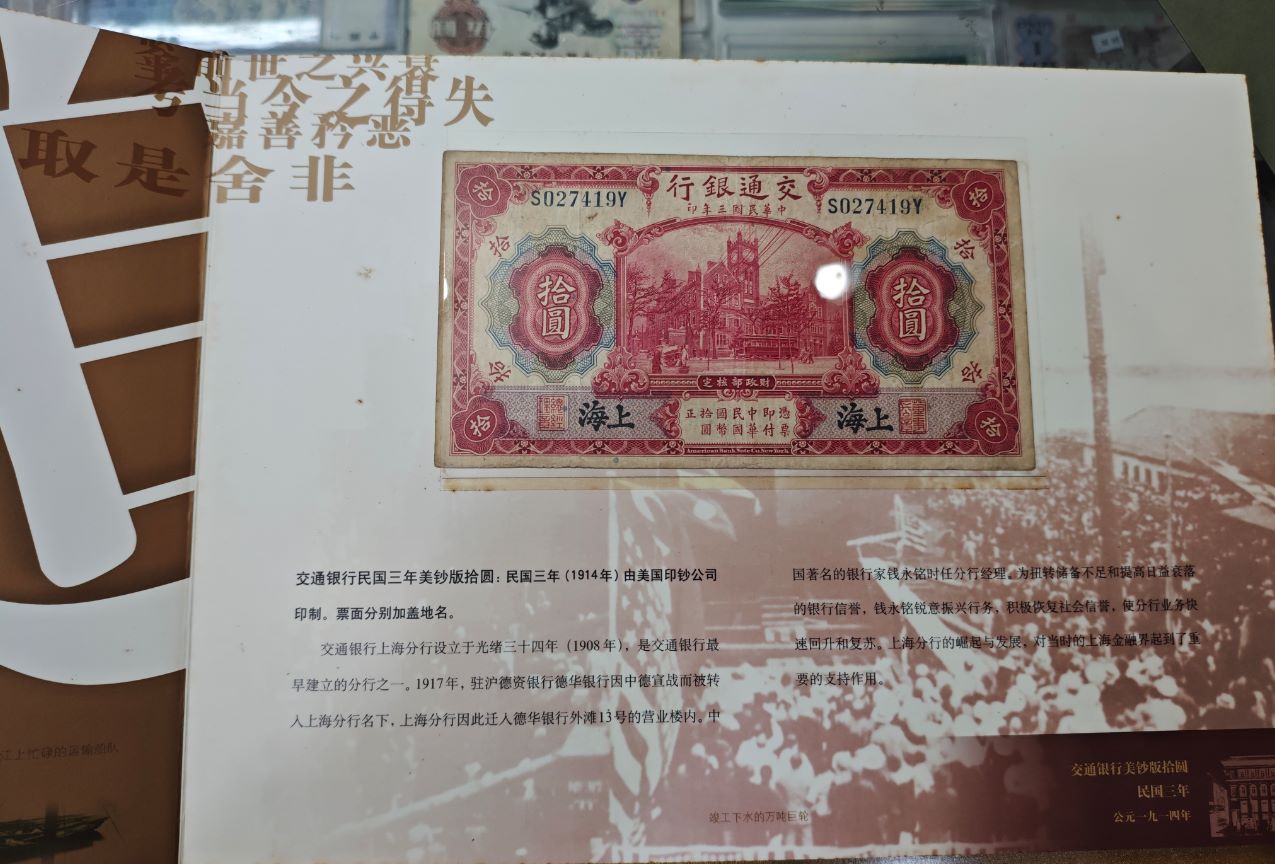 前世之兴衰
考当今之得失
嘉善矜恶
取是舍非
交通銀行
中華民國三年印
S027419Y
S027419Y
拾
拾
拾
拾
拾圓
拾圓
拾
拾
財政部核定
上海
上海
憑票即付中華民國國幣拾圓正
拾
拾
American Bank Note Co. New York.
交通银行民国三年美钞版拾圆：民国三年（1914年）由美国印钞公司
印制。票面分别加盖地名。
交通银行上海分行设立于光绪三十四年（1908年），是交通银行最
早建立的分行之一。1917年，驻沪德资银行德华银行因中德宣战而被转
入上海分行名下，上海分行因此迁入德华银行外滩13号的营业楼内。中
国著名的银行家钱永铭时任分行经理。为扭转储备不足和提高日益衰落
的银行信誉，钱永铭锐意振兴行务，积极恢复社会信誉，使分行业务快
速回升和复苏。上海分行的崛起与发展，对当时的上海金融界起到了重
要的支持作用。
江上忙碌的运输船队
竣工下水的万吨巨轮
交通银行美钞版拾圆
民国三年
公元一九一四年